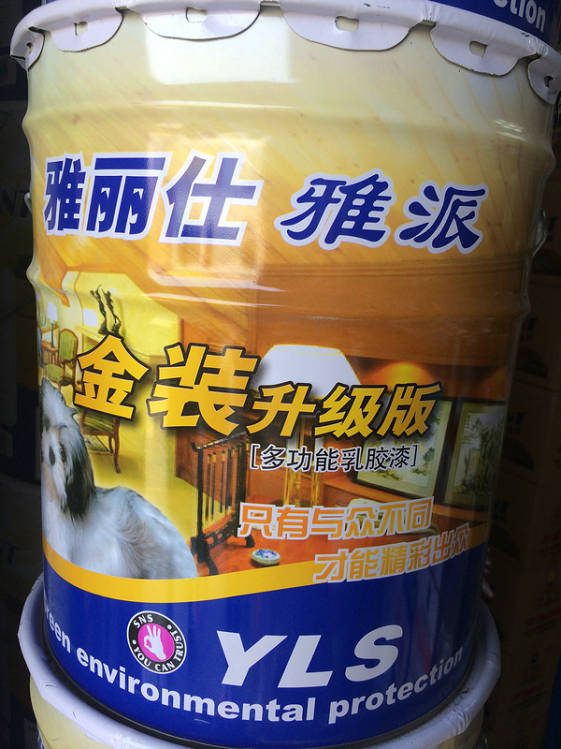 雅丽仕 雅派
金装升级版
[多功能乳胶漆]
只有与众不同
才能精彩出众
SNS
YOU CAN TRUST
YLS
environmental protection